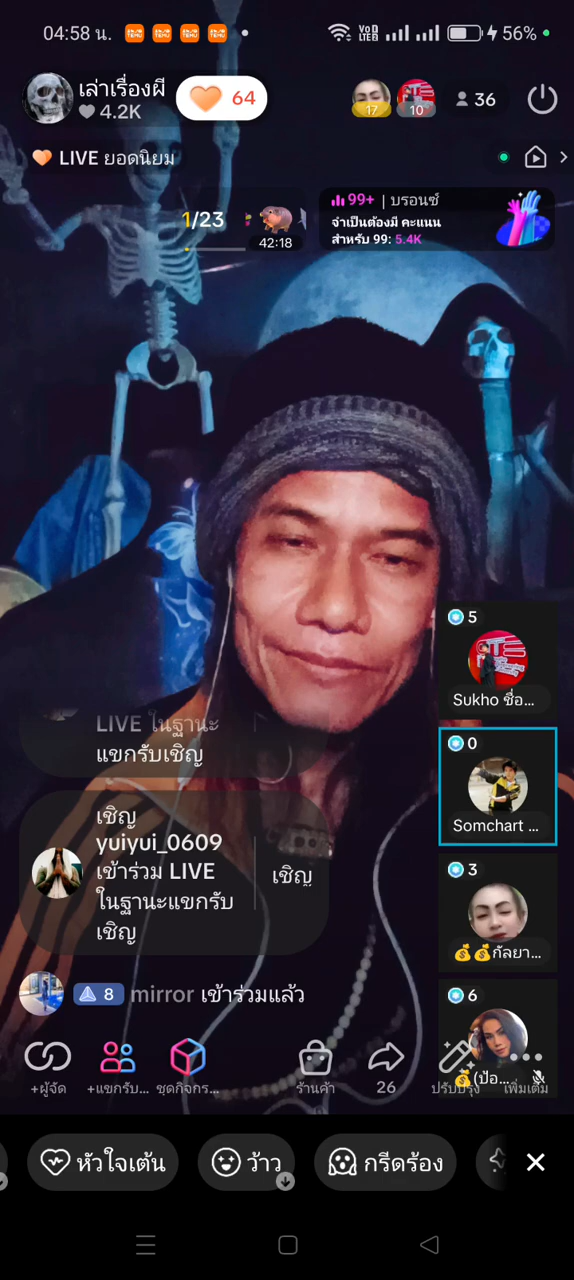 04:58 น.
VoD LTE 56%
เล่าเรื่องผี
4.2K
64
17
10
36
LIVE ยอดนิยม
1/23
42:18
99+ | บรอนซ์
จำเป็นต้องมี คะแนน
สำหรับ 99: 5.4K
5
Sukho ชื่อ...
0
Somchart ...
3
กัลยา...
6
(ป้อ...
LIVE ในฐานะ
แขกรับเชิญ
เชิญ
yuiyui_0609
เข้าร่วม LIVE
ในฐานะแขกรับ
เชิญ
เชิญ
8 mirror เข้าร่วมแล้ว
+ผู้จัด
+แขกรับ...
ชุดกิจกร...
ร้านค้า
26
ปรับปรุง
เพิ่มเติม
หัวใจเต้น
ว้าว
กรีดร้อง